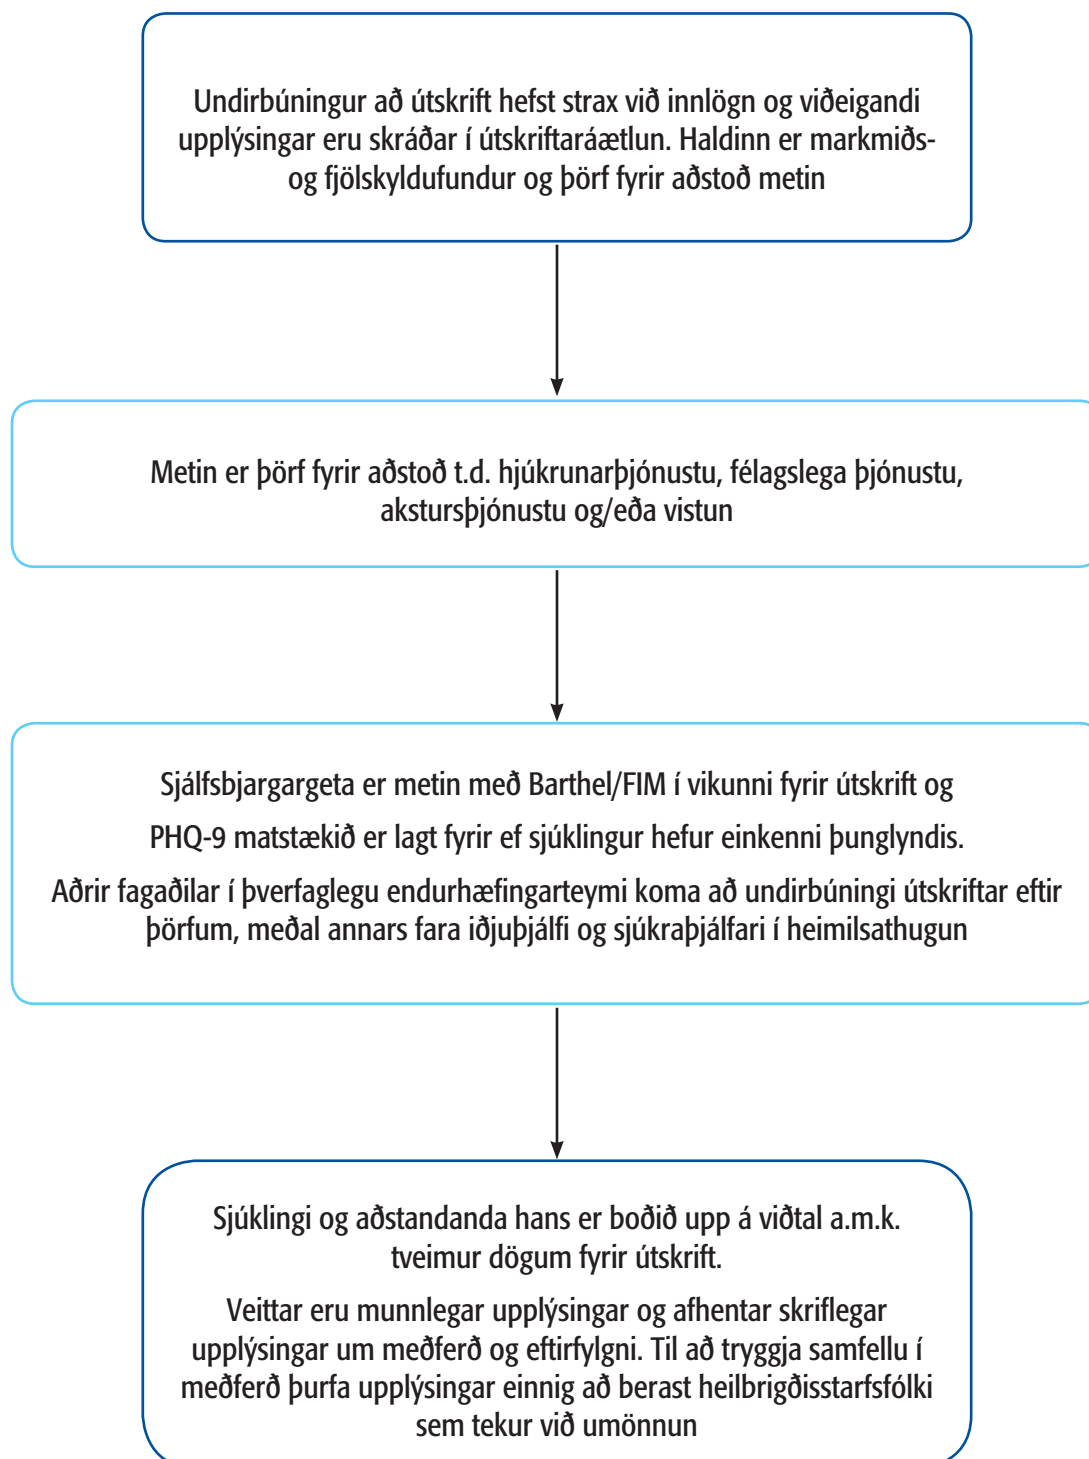 Undirbúningur að útskrift hefst strax við innlögn og viðeigandi
upplýsingar eru skráðar í útskriftaráætlun. Haldinn er markmiðs-
og fjölskyldufundur og þörf fyrir aðstoð metin
Metin er þörf fyrir aðstoð t.d. hjúkrunarþjónustu, félagslega þjónustu,
akstursþjónustu og/eða vistun
Sjálfsbjargargeta er metin með Barthel/FIM í vikunni fyrir útskrift og
PHQ-9 matstækið er lagt fyrir ef sjúklingur hefur einkenni þunglyndis.
Aðrir fagaðilar í þverfaglegu endurhæfingarteymi koma að undirbúningi útskriftar eftir
þörfum, meðal annars fara iðjuþjálfi og sjúkraþjálfari í heimilsathugun
Sjúklingi og aðstandanda hans er boðið upp á viðtal a.m.k.
tveimur dögum fyrir útskrift.
Veittar eru munnlegar upplýsingar og afhentar skriflegar
upplýsingar um meðferð og eftirfylgni. Til að tryggja samfellu í
meðferð þurfa upplýsingar einnig að berast heilbrigðisstarfsfólki
sem tekur við umönnun